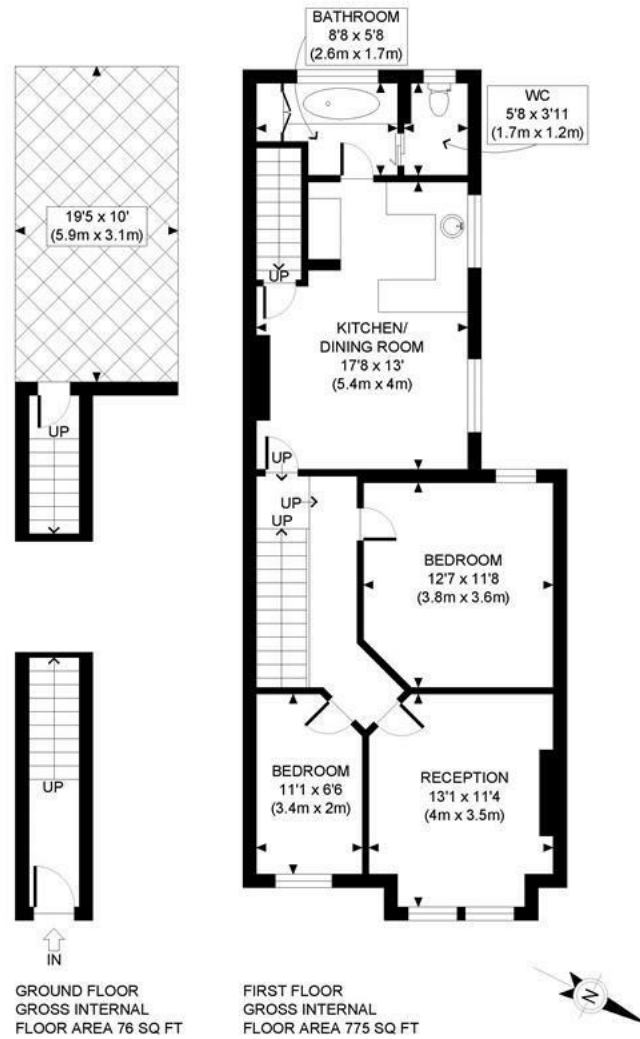 BATHROOM
8'8 x 5'8
(2.6m x 1.7m)
WC
5'8 x 3'11
(1.7m x 1.2m)
19'5 x 10'
(5.9m x 3.1m)
UP
KITCHEN/
DINING ROOM
17'8 x 13'
(5.4m x 4m)
UP
UP
UP
UP
BEDROOM
12'7 x 11'8
(3.8m x 3.6m)
UP
BEDROOM
11'1 x 6'6
(3.4m x 2m)
RECEPTION
13'1 x 11'4
(4m x 3.5m)
IN
N
GROUND FLOOR
GROSS INTERNAL
FLOOR AREA 76 SQ FT
FIRST FLOOR
GROSS INTERNAL
FLOOR AREA 775 SQ FT